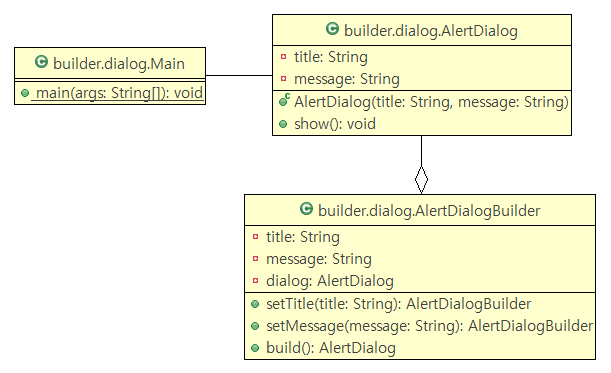 builder.dialog.Main
main(args: String[]): void
builder.dialog.AlertDialog
title: String
message: String
AlertDialog(title: String, message: String)
show(): void
builder.dialog.AlertDialogBuilder
title: String
message: String
dialog: AlertDialog
setTitle(title: String): AlertDialogBuilder
setMessage(message: String): AlertDialogBuilder
build(): AlertDialog